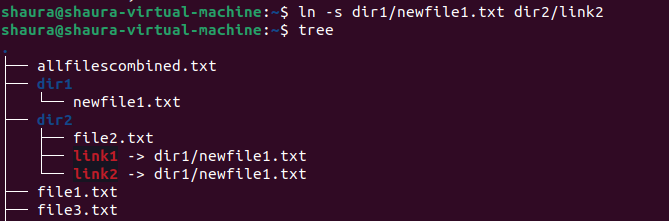 shaura@shaura-virtual-machine:~$ ln -s dir1/newfile1.txt dir2/link2
shaura@shaura-virtual-machine:~$ tree
.
├── allfilescombined.txt
├── dir1
│   └── newfile1.txt
├── dir2
│   ├── file2.txt
│   ├── link1 -> dir1/newfile1.txt
│   └── link2 -> dir1/newfile1.txt
├── file1.txt
├── file3.txt